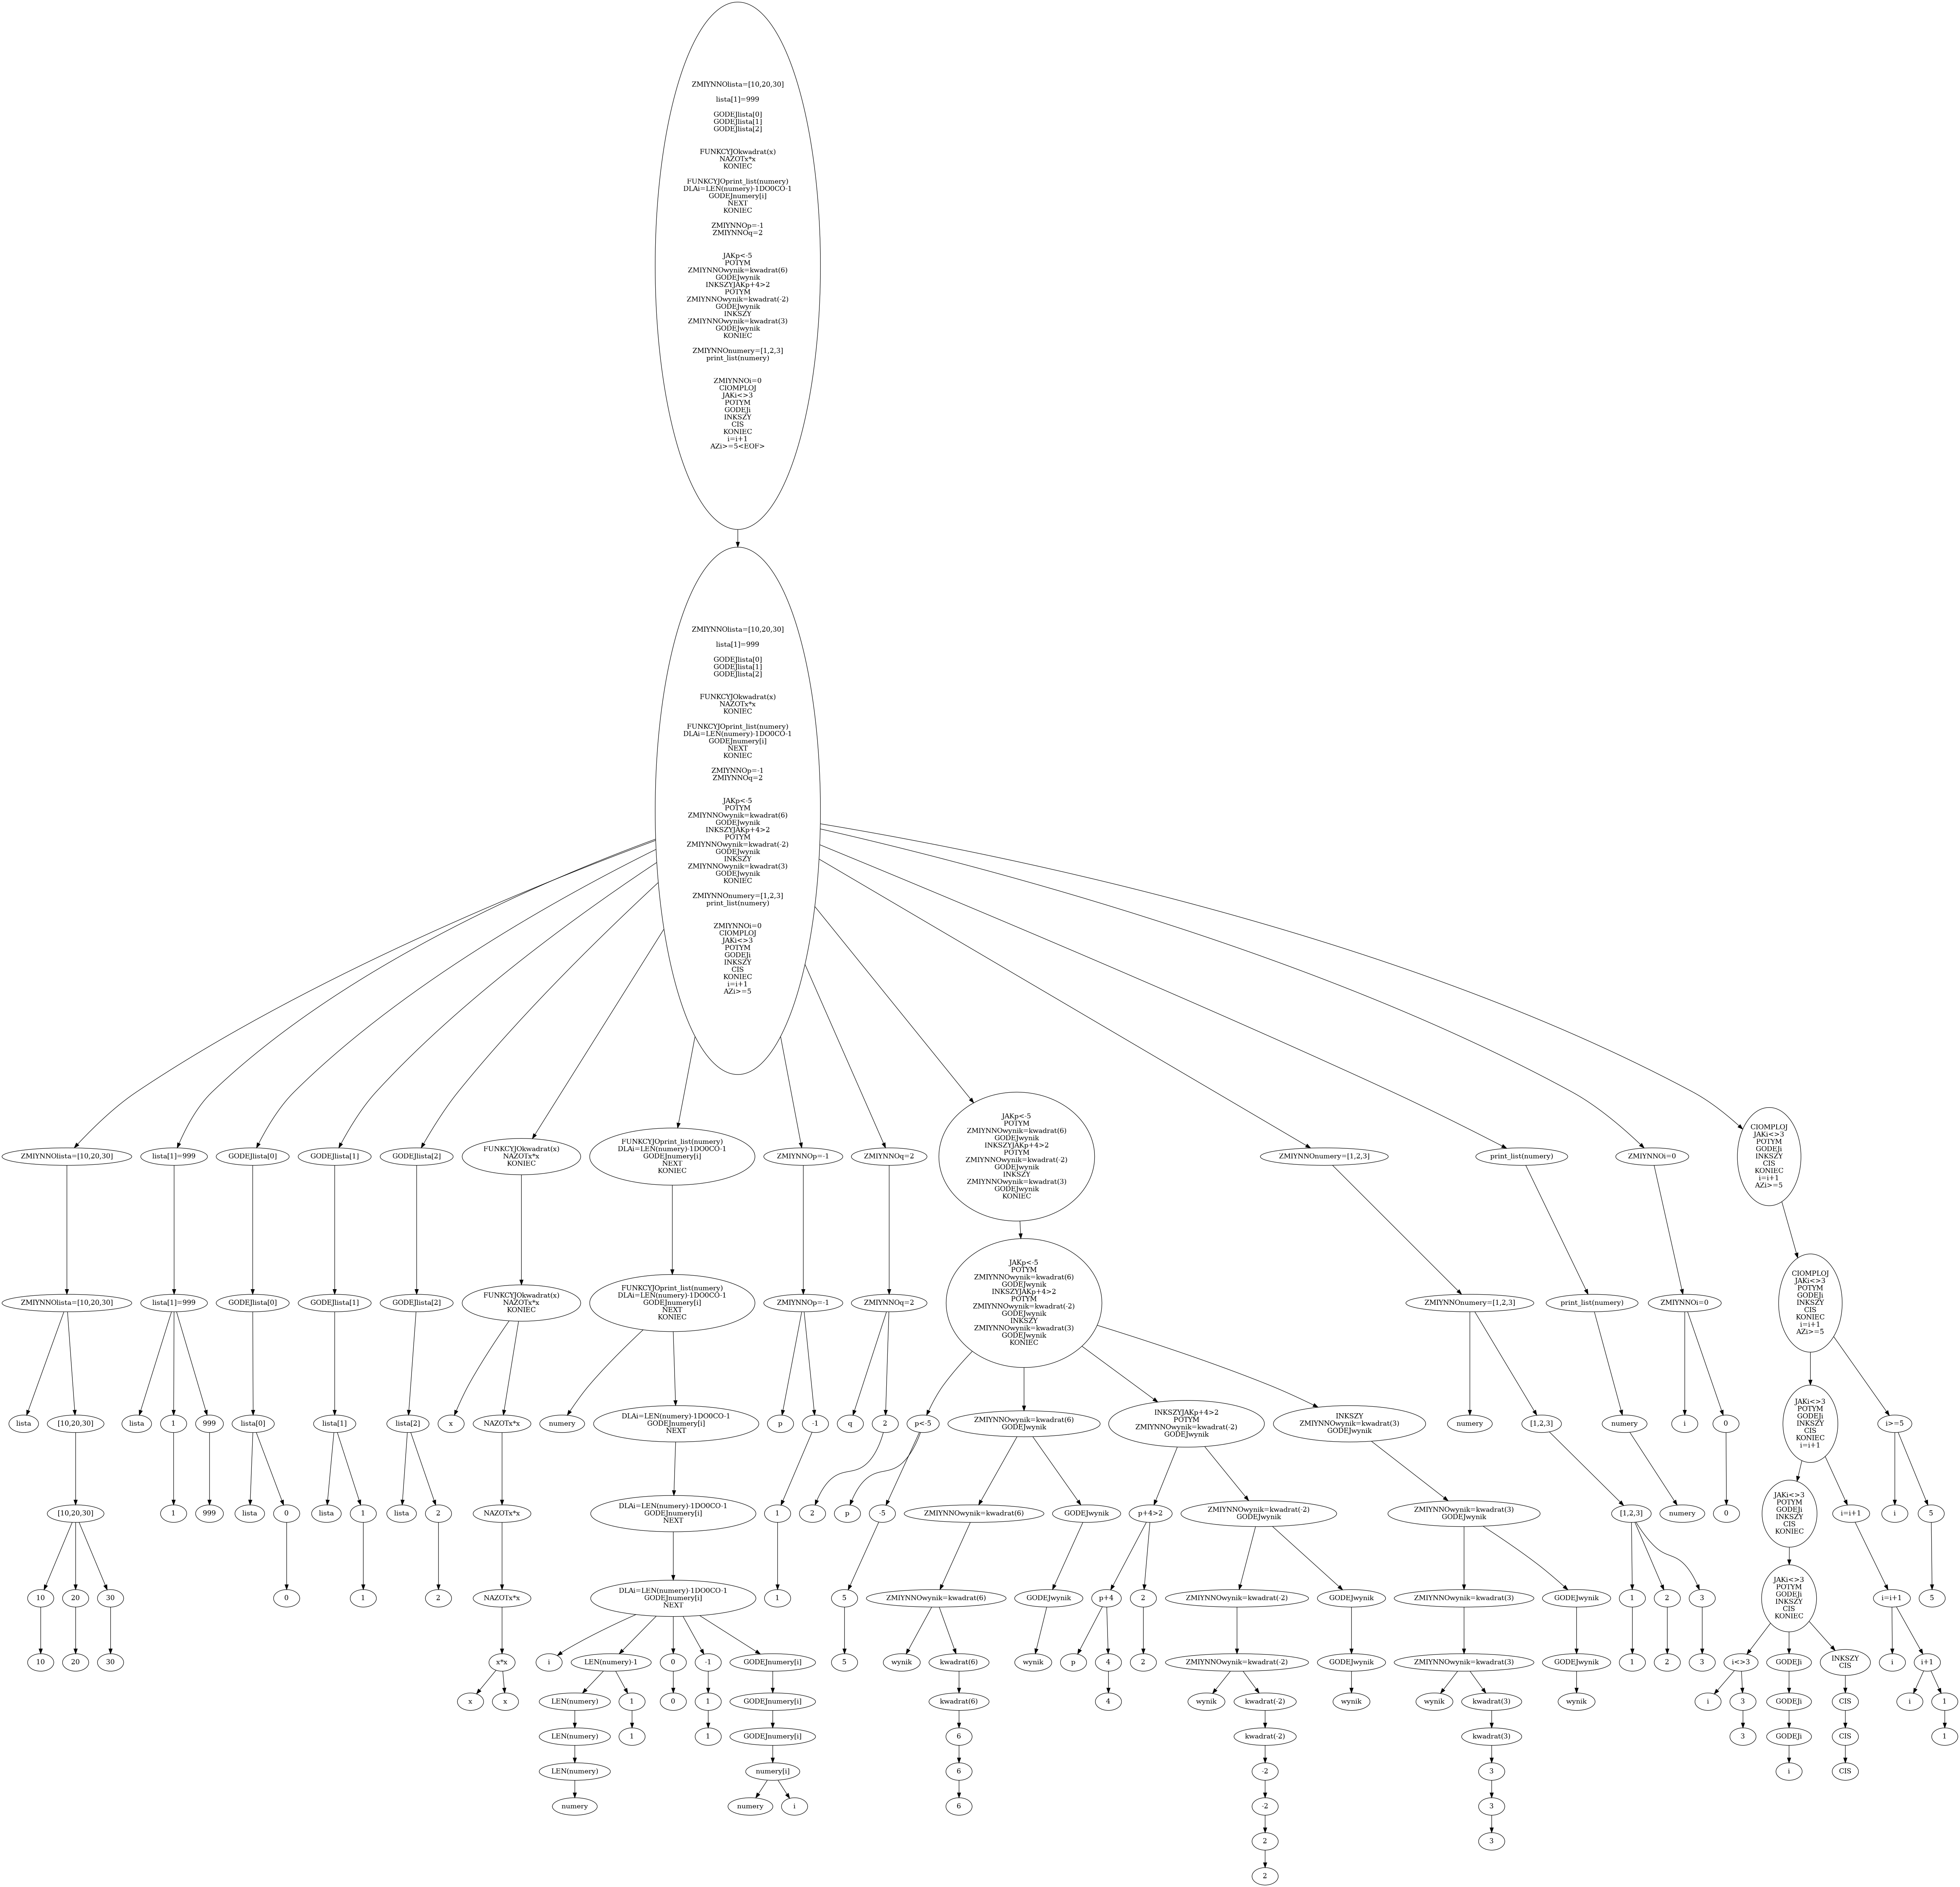 ZMIYNNOlista=[10,20,30]
lista[1]=999
GODEJlista[0]
GODEJlista[1]
GODEJlista[2]
FUNKCYJOkwadrat(x)
NAZOTx*x
KONIEC
FUNKCYJOprint_list(numery)
DLAi=LEN(numery)-1DO0CO-1
GODEJnumery[i]
NEXT
KONIEC
ZMIYNNOp=-1
ZMIYNNOq=2
JAKp<-5
POTYM
ZMIYNNOwynik=kwadrat(6)
GODEJwynik
INKSZYJAKp+4>2
POTYM
ZMIYNNOwynik=kwadrat(-2)
GODEJwynik
INKSZY
ZMIYNNOwynik=kwadrat(3)
GODEJwynik
KONIEC
ZMIYNNOnumery=[1,2,3]
print_list(numery)
ZMIYNNOi=0
CIOMPLOJ
JAKi<>3
POTYM
GODEJi
INKSZY
CIS
KONIEC
i=i+1
AZi>=5<EOF>
ZMIYNNOlista=[10,20,30]
lista[1]=999
GODEJlista[0]
GODEJlista[1]
GODEJlista[2]
FUNKCYJOkwadrat(x)
NAZOTx*x
KONIEC
FUNKCYJOprint_list(numery)
DLAi=LEN(numery)-1DO0CO-1
GODEJnumery[i]
NEXT
KONIEC
ZMIYNNOp=-1
ZMIYNNOq=2
JAKp<-5
POTYM
ZMIYNNOwynik=kwadrat(6)
GODEJwynik
INKSZYJAKp+4>2
POTYM
ZMIYNNOwynik=kwadrat(-2)
GODEJwynik
INKSZY
ZMIYNNOwynik=kwadrat(3)
GODEJwynik
KONIEC
ZMIYNNOnumery=[1,2,3]
print_list(numery)
ZMIYNNOi=0
CIOMPLOJ
JAKi<>3
POTYM
GODEJi
INKSZY
CIS
KONIEC
i=i+1
AZi>=5
ZMIYNNOlista=[10,20,30]
lista[1]=999
GODEJlista[0]
GODEJlista[1]
GODEJlista[2]
FUNKCYJOkwadrat(x)
NAZOTx*x
KONIEC
FUNKCYJOprint_list(numery)
DLAi=LEN(numery)-1DO0CO-1
GODEJnumery[i]
NEXT
KONIEC
ZMIYNNOp=-1
ZMIYNNOq=2
JAKp<-5
POTYM
ZMIYNNOwynik=kwadrat(6)
GODEJwynik
INKSZYJAKp+4>2
POTYM
ZMIYNNOwynik=kwadrat(-2)
GODEJwynik
INKSZY
ZMIYNNOwynik=kwadrat(3)
GODEJwynik
KONIEC
ZMIYNNOnumery=[1,2,3]
print_list(numery)
ZMIYNNOi=0
CIOMPLOJ
JAKi<>3
POTYM
GODEJi
INKSZY
CIS
KONIEC
i=i+1
AZi>=5
ZMIYNNOlista=[10,20,30]
lista[1]=999
GODEJlista[0]
GODEJlista[1]
GODEJlista[2]
FUNKCYJOkwadrat(x)
NAZOTx*x
KONIEC
FUNKCYJOprint_list(numery)
DLAi=LEN(numery)-1DO0CO-1
GODEJnumery[i]
NEXT
KONIEC
ZMIYNNOp=-1
ZMIYNNOq=2
JAKp<-5
POTYM
ZMIYNNOwynik=kwadrat(6)
GODEJwynik
INKSZYJAKp+4>2
POTYM
ZMIYNNOwynik=kwadrat(-2)
GODEJwynik
INKSZY
ZMIYNNOwynik=kwadrat(3)
GODEJwynik
KONIEC
ZMIYNNOnumery=[1,2,3]
print_list(numery)
ZMIYNNOi=0
CIOMPLOJ
JAKi<>3
POTYM
GODEJi
INKSZY
CIS
KONIEC
i=i+1
AZi>=5
lista
[10,20,30]
lista
1
999
lista[0]
lista[1]
lista[2]
x
NAZOTx*x
numery
DLAi=LEN(numery)-1DO0CO-1
GODEJnumery[i]
NEXT
p
-1
q
2
p<-5
ZMIYNNOwynik=kwadrat(6)
GODEJwynik
INKSZYJAKp+4>2
POTYM
ZMIYNNOwynik=kwadrat(-2)
GODEJwynik
INKSZY
ZMIYNNOwynik=kwadrat(3)
GODEJwynik
numery
[1,2,3]
numery
i
0
JAKi<>3
POTYM
GODEJi
INKSZY
CIS
KONIEC
i=i+1
i>=5
[10,20,30]
1
999
lista
0
lista
1
lista
2
NAZOTx*x
DLAi=LEN(numery)-1DO0CO-1
GODEJnumery[i]
NEXT
1
2
p
-5
ZMIYNNOwynik=kwadrat(6)
GODEJwynik
p+4>2
ZMIYNNOwynik=kwadrat(-2)
GODEJwynik
ZMIYNNOwynik=kwadrat(3)
GODEJwynik
[1,2,3]
numery
0
JAKi<>3
POTYM
GODEJi
INKSZY
CIS
KONIEC
i=i+1
i
5
10
20
30
0
1
2
NAZOTx*x
DLAi=LEN(numery)-1DO0CO-1
GODEJnumery[i]
NEXT
1
5
ZMIYNNOwynik=kwadrat(6)
GODEJwynik
p+4
2
ZMIYNNOwynik=kwadrat(-2)
GODEJwynik
ZMIYNNOwynik=kwadrat(3)
GODEJwynik
1
2
3
JAKi<>3
POTYM
GODEJi
INKSZY
CIS
KONIEC
i=i+1
5
10
20
30
x*x
i
LEN(numery)-1
0
-1
GODEJnumery[i]
5
wynik
kwadrat(6)
wynik
p
4
2
ZMIYNNOwynik=kwadrat(-2)
GODEJwynik
ZMIYNNOwynik=kwadrat(3)
GODEJwynik
1
2
3
i<>3
GODEJi
INKSZY
CIS
i
i+1
x
x
LEN(numery)
1
0
1
GODEJnumery[i]
kwadrat(6)
4
wynik
kwadrat(-2)
wynik
wynik
kwadrat(3)
wynik
i
3
GODEJi
CIS
i
1
LEN(numery)
1
1
GODEJnumery[i]
6
kwadrat(-2)
kwadrat(3)
3
GODEJi
CIS
1
LEN(numery)
numery[i]
6
-2
3
i
CIS
numery
numery
i
6
-2
3
2
3
2